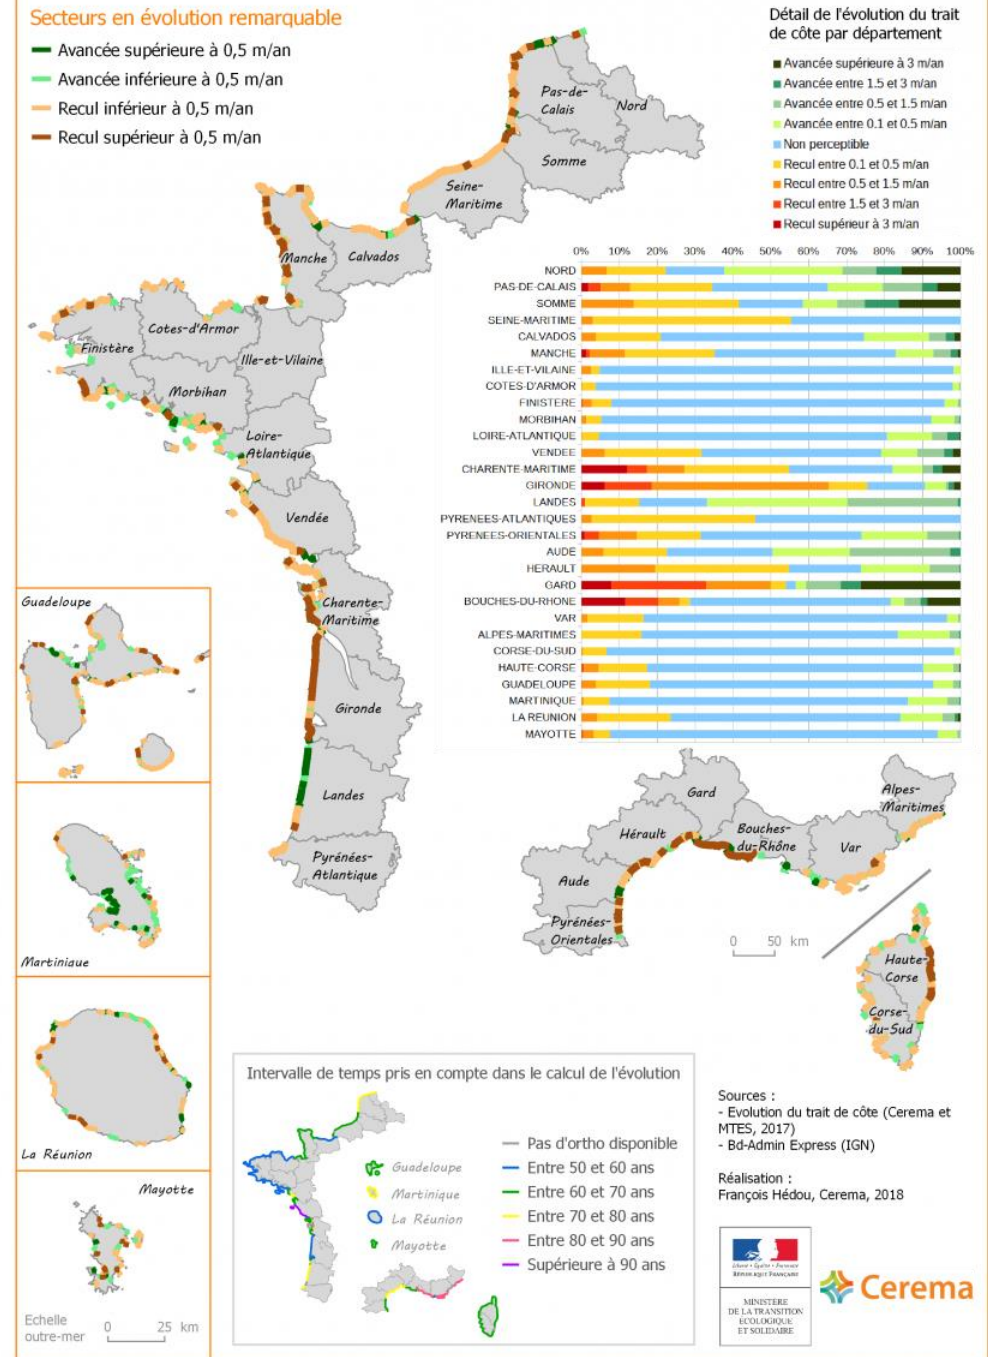 Secteurs en évolution remarquable
Avancée supérieure à 0,5 m/an
Avancée inférieure à 0,5 m/an
Recul inférieur à 0,5 m/an
Recul supérieur à 0,5 m/an
Détail de l'évolution du trait
de côte par département
Avancée supérieure à 3 m/an
Avancée entre 1.5 et 3 m/an
Avancée entre 0.5 et 1.5 m/an
Avancée entre 0.1 et 0.5 m/an
Non perceptible
Recul entre 0.1 et 0.5 m/an
Recul entre 0.5 et 1.5 m/an
Recul entre 1.5 et 3 m/an
Recul supérieur à 3 m/an
Pas-de-
Calais
Nord
Somme
Seine-
Maritime
Manche
Calvados
Cotes-d'Armor
Finistère
Ille-et-Vilaine
Morbihan
Loire-
Atlantique
Vendée
Charente-
Maritime
Gironde
Landes
Pyrénées-
Atlantique
0% 10% 20% 30% 40% 50% 60% 70% 80% 90% 100%
NORD
PAS-DE-CALAIS
SOMME
SEINE-MARITIME
CALVADOS
MANCHE
ILLE-ET-VILAINE
COTES-D'ARMOR
FINISTERE
MORBIHAN
LOIRE-ATLANTIQUE
VENDEE
CHARENTE-MARITIME
GIRONDE
LANDES
PYRENEES-ATLANTIQUES
PYRENEES-ORIENTALES
AUDE
HERAULT
GARD
BOUCHES-DU-RHONE
VAR
ALPES-MARITIMES
CORSE-DU-SUD
HAUTE-CORSE
GUADELOUPE
MARTINIQUE
LA REUNION
MAYOTTE
Guadeloupe
Martinique
La Réunion
Mayotte
Echelle
outre-mer
0 25 km
Gard
Alpes-
Maritimes
Hérault
Bouches-
du-Rhône
Var
Aude
Pyrénées-
Orientales
0 50 km
Haute-
Corse
Corse-
du-Sud
Intervalle de temps pris en compte dans le calcul de l'évolution
Guadeloupe
Martinique
La Réunion
Mayotte
Pas d'ortho disponible
Entre 50 et 60 ans
Entre 60 et 70 ans
Entre 70 et 80 ans
Entre 80 et 90 ans
Supérieure à 90 ans
Sources :
- Evolution du trait de côte (Cerema et
MTES, 2017)
- Bd-Admin Express (IGN)
Réalisation :
François Hédou, Cerema, 2018
Liberté • Égalité • Fraternité
RÉPUBLIQUE FRANÇAISE
MINISTÈRE
DE LA TRANSITION
ÉCOLOGIQUE
ET SOLIDAIRE
Cerema